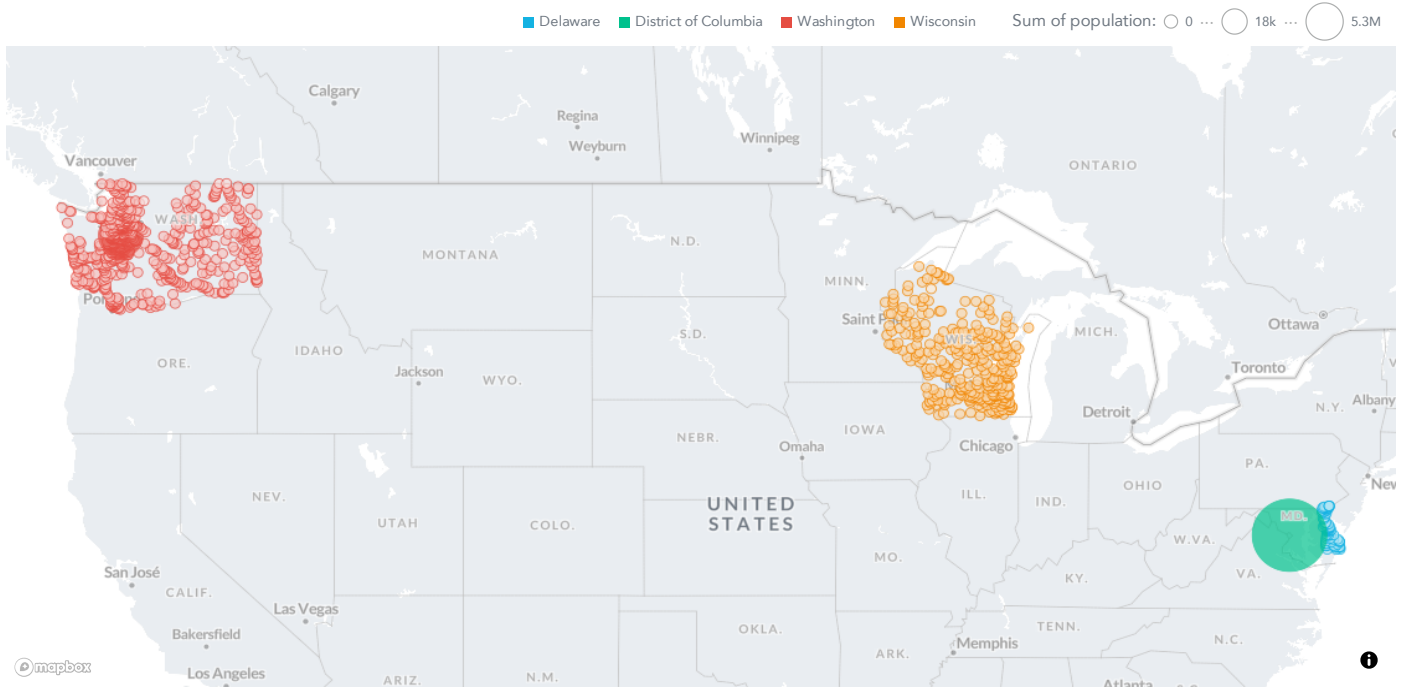 Delaware District of Columbia Washington Wisconsin Sum of population: 0 ... 18k ... 5.3M
Calgary
Regina
Weyburn
Winnipeg
Vancouver
ONTARIO
WASH.
MONTANA
N.D.
MINN.
Saint
Ottawa
MICH.
WIS.
S.D.
ORE.
IDAHO
Jackson
WYO.
Toronto
N.Y.
Albany
Detroit
IOWA
NEBR.
Omaha
Chicago
PA.
OHIO
ILL.
IND.
NEV.
UTAH
COLO.
UNITED
STATES
MD.
New
W.VA.
MO.
KY.
VA.
San José
CALIF.
Las Vegas
Bakersfield
OKLA.
TENN.
N.C.
Memphis
ARK.
Los Angeles
ARIZ.
N.M.
Atlanta
mapbox
i